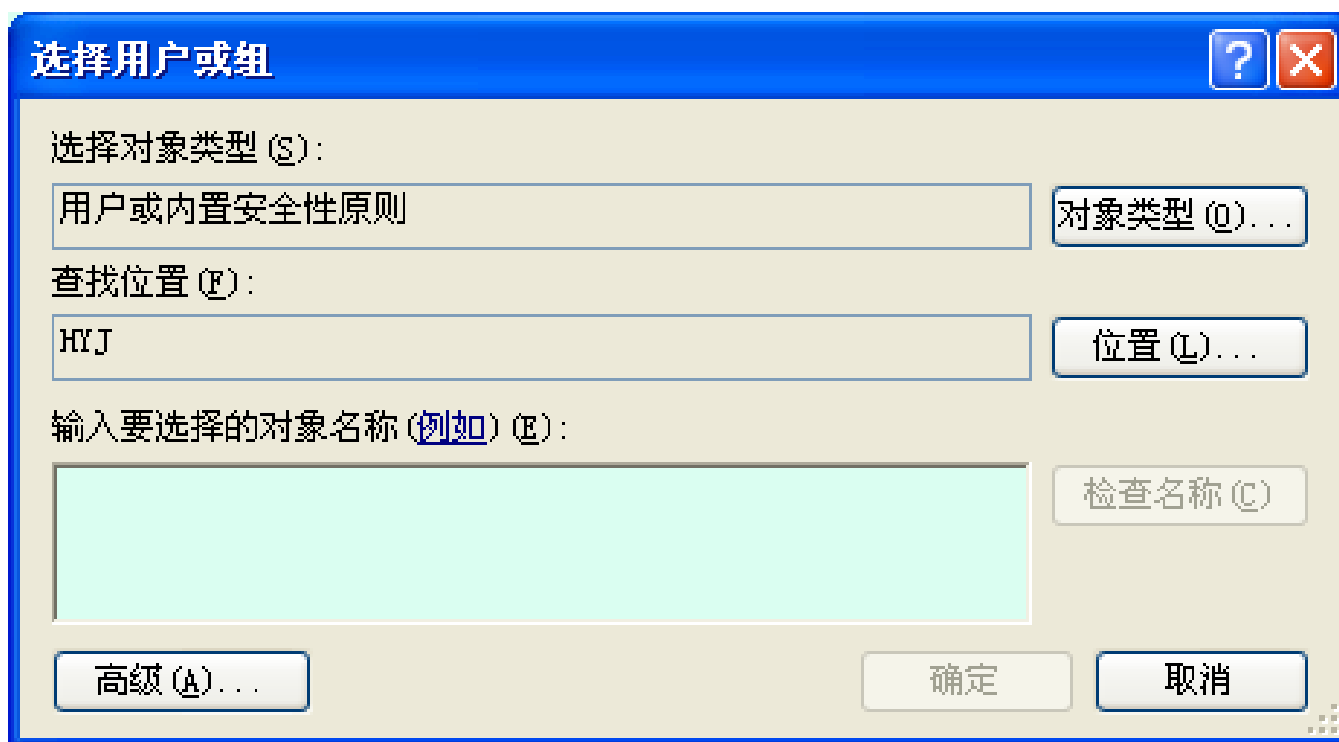 选择用户或组
选择对象类型(S):
用户或内置安全性原则
对象类型(O)...
查找位置(F):
HYJ
位置(L)...
输入要选择的对象名称(例如)(E):
检查名称(C)
高级(A)...
确定
取消